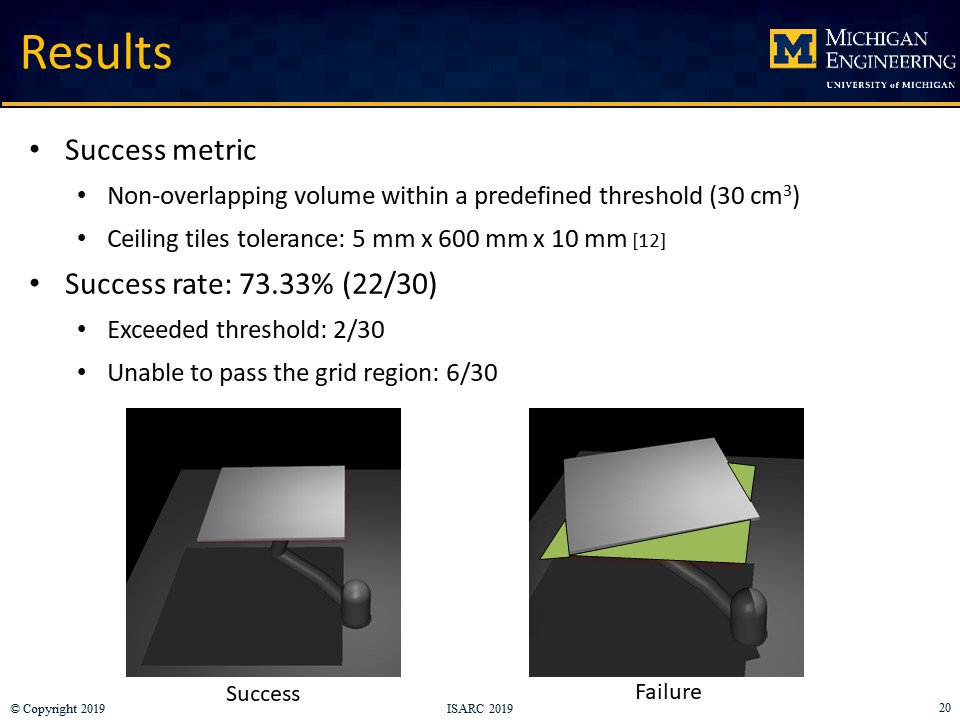 Results
M
MICHIGAN
ENGINEERING
UNIVERSITY of MICHIGAN
• Success metric
• Non-overlapping volume within a predefined threshold (30 cm³)
• Ceiling tiles tolerance: 5 mm x 600 mm x 10 mm [12]
• Success rate: 73.33% (22/30)
• Exceeded threshold: 2/30
• Unable to pass the grid region: 6/30
Success
Failure
© Copyright 2019
ISARC 2019
20